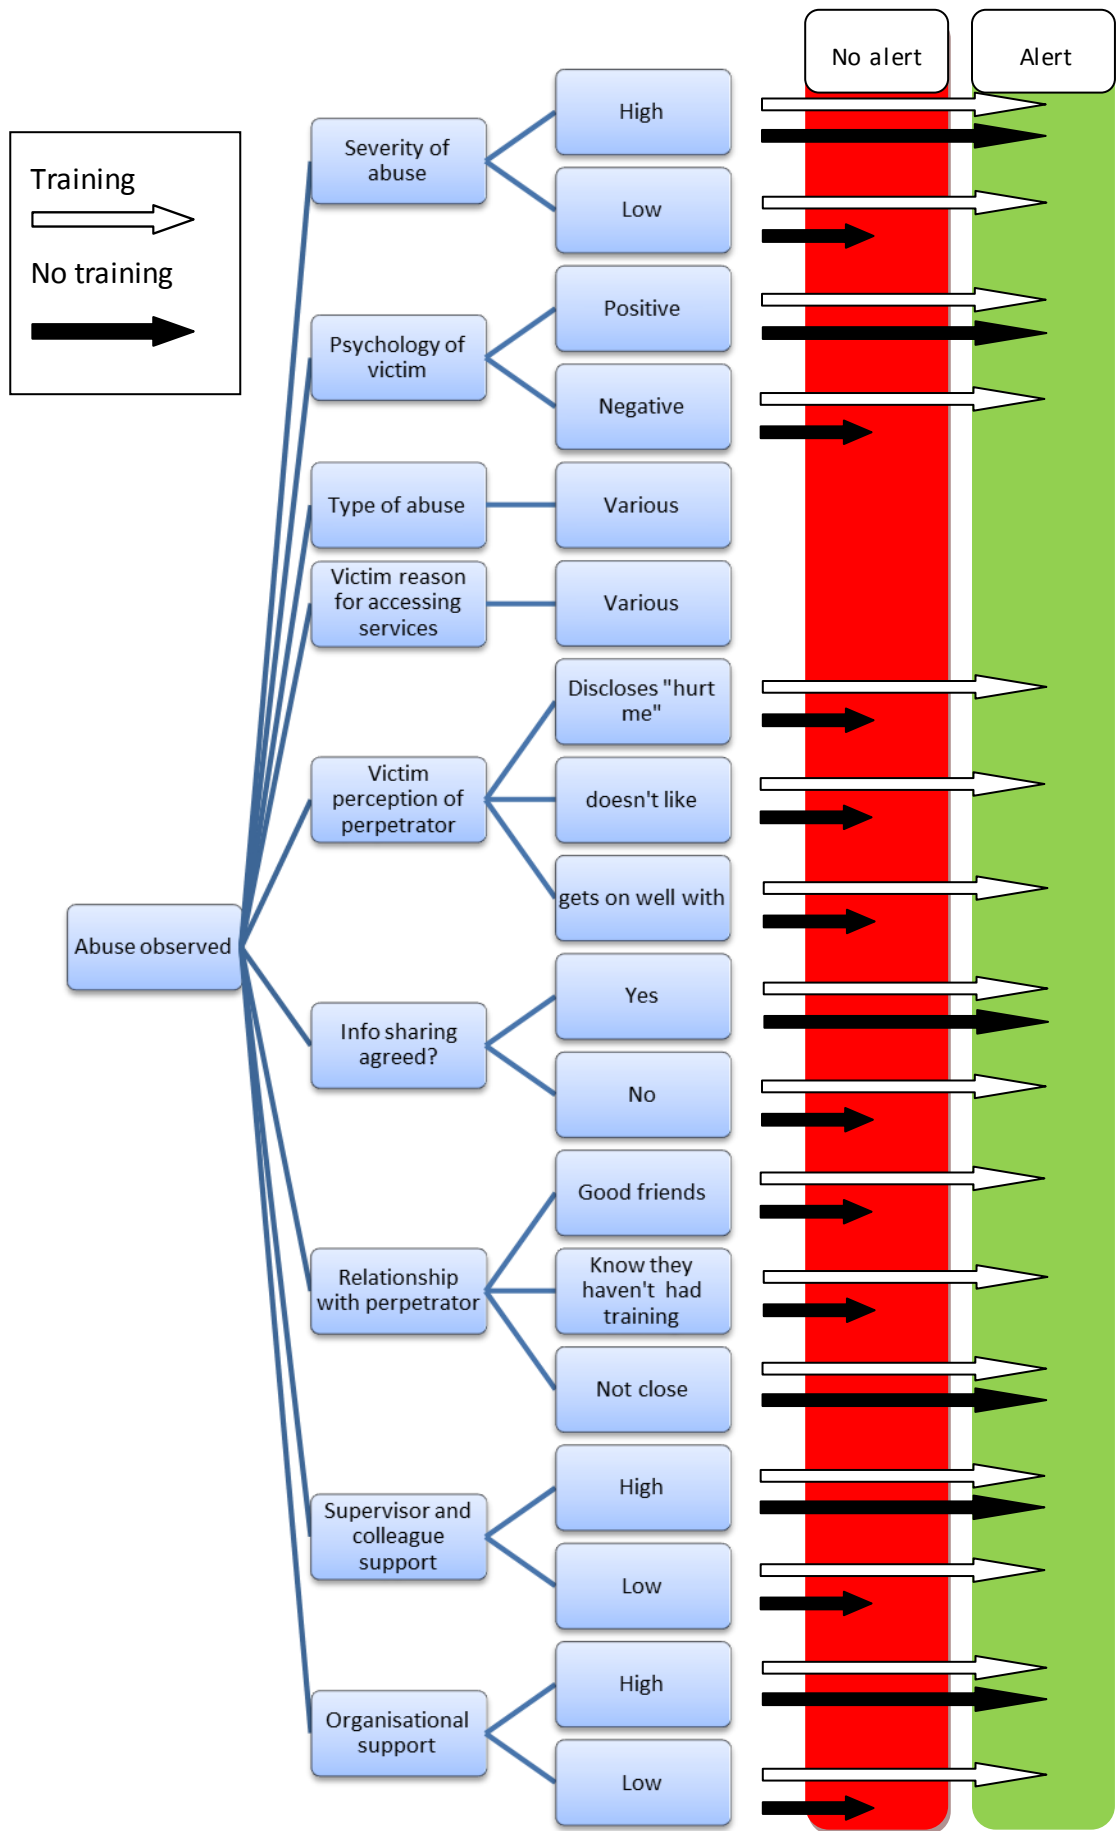 No alert
Alert
Training
No training
Abuse observed
Severity of
abuse
High
Low
Psychology of
victim
Positive
Negative
Type of abuse
Various
Victim reason
for accessing
services
Various
Victim
perception of
perpetrator
Discloses "hurt
me"
doesn't like
gets on well with
Info sharing
agreed?
Yes
No
Relationship
with perpetrator
Good friends
Know they
haven't had
training
Not close
Supervisor and
colleague
support
High
Low
Organisational
support
High
Low